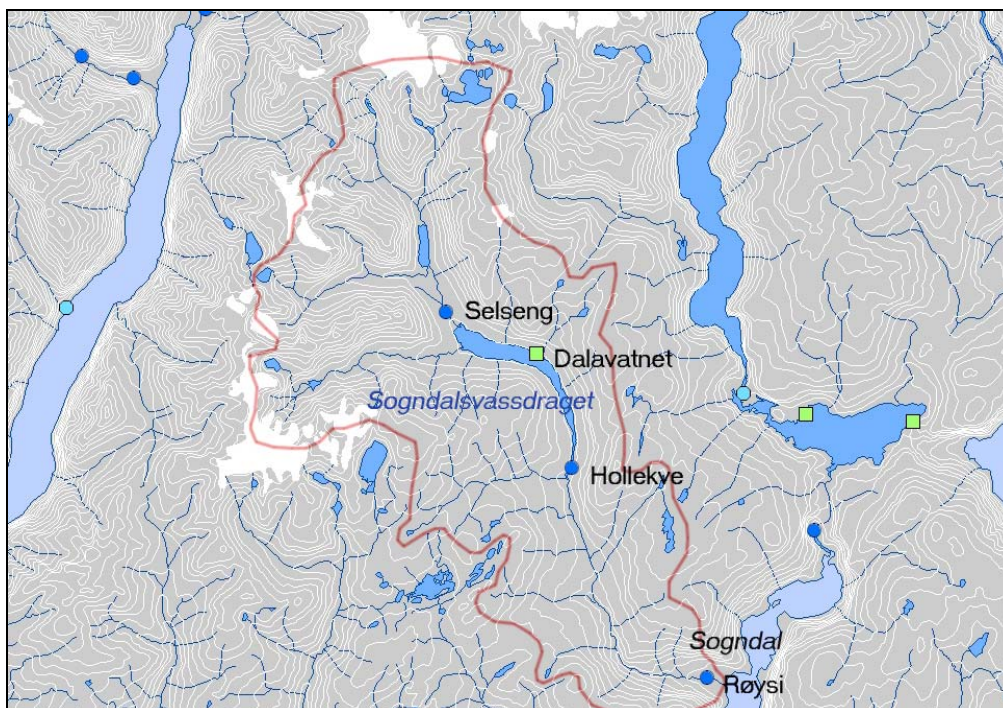 Selseng
Dalavatnet
Sogndalsvassdraget
Hollekve
Sogndal
Røysi